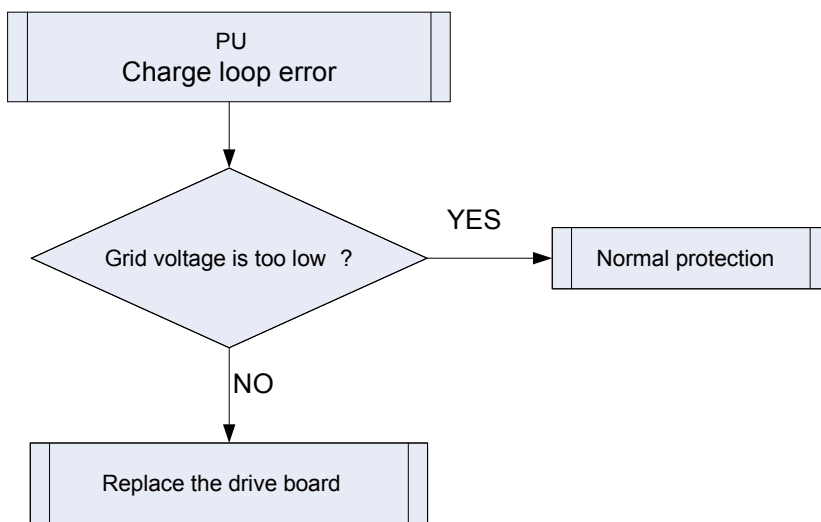 PU
Charge loop error
Grid voltage is too low ?
YES
Normal protection
NO
Replace the drive board